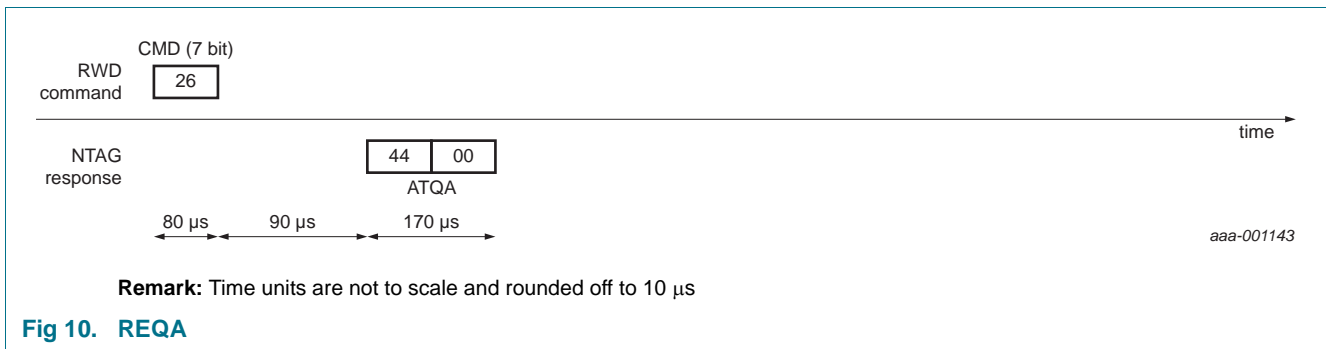 CMD (7 bit)
RWD
command
26
time
NTAG
response
44 00
ATQA
80 μs 90 μs 170 μs
aaa-001143
Remark: Time units are not to scale and rounded off to 10 μs
Fig 10. REQA